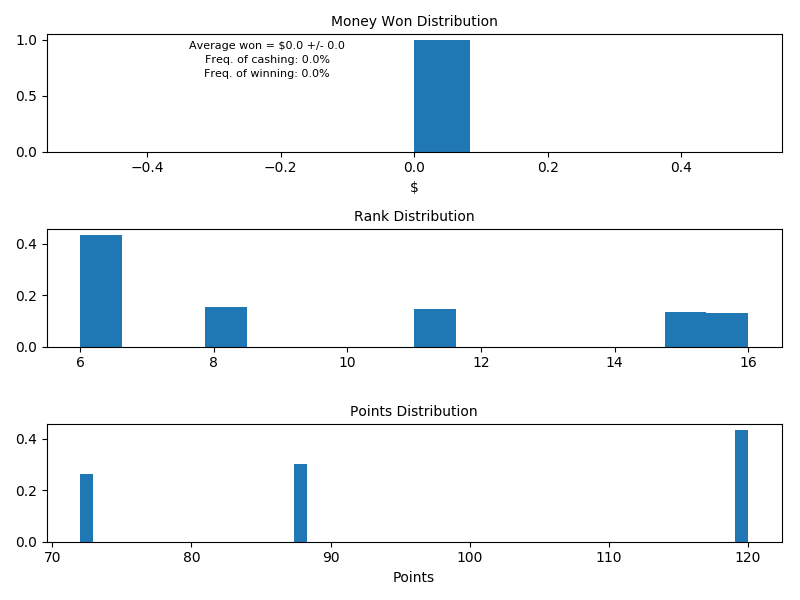 Money Won Distribution
Average won = $0.0 +/- 0.0
Freq. of cashing: 0.0%
Freq. of winning: 0.0%
1.0
0.5
0.0
−0.4 −0.2 0.0 0.2 0.4
$
Rank Distribution
0.4
0.2
0.0
6 8 10 12 14 16
Points Distribution
0.4
0.2
0.0
70 80 90 100 110 120
Points